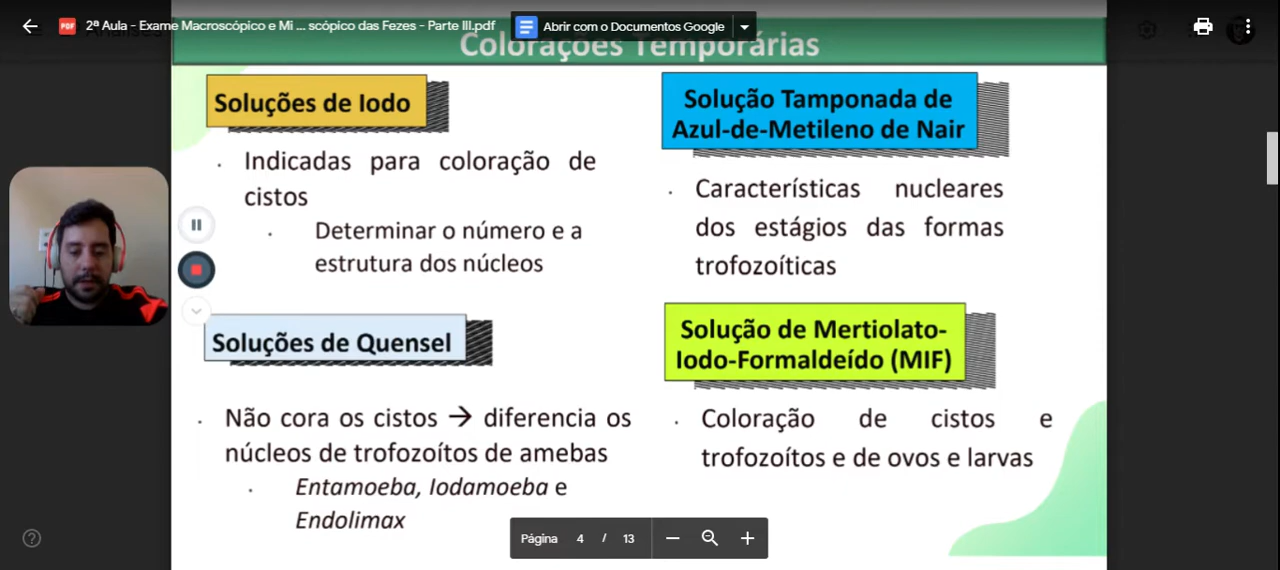 2ª Aula - Exame Macroscópico e Mi ... scópico das Fezes - Parte III.pdf
Abrir com o Documentos Google
Colorações Temporárias
Soluções de Iodo
Indicadas para coloração de
cistos
Determinar o número e a
estrutura dos núcleos
Soluções de Quensel
Não cora os cistos → diferencia os
núcleos de trofozoítos de amebas
Entamoeba, Iodamoeba e
Endolimax
Solução Tamponada de
Azul-de-Metileno de Nair
Características nucleares
dos estágios das formas
trofozoíticas
Solução de Mertiolato-
Iodo-Formaldeído (MIF)
Coloração de cistos e
trofozoítos e de ovos e larvas
Página 4 / 13